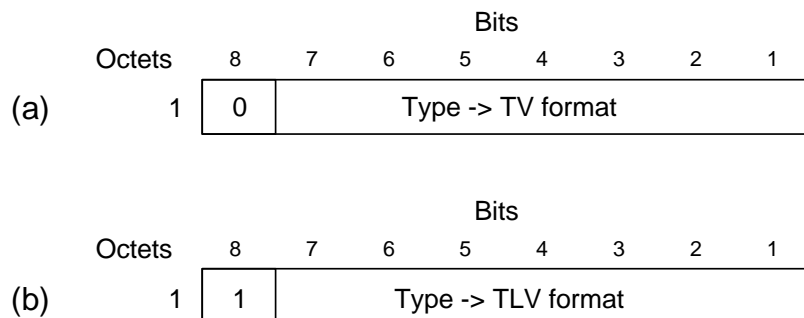 Bits
Octets 8 7 6 5 4 3 2 1
(a) 1 0 Type -> TV format
Bits
Octets 8 7 6 5 4 3 2 1
(b) 1 1 Type -> TLV format